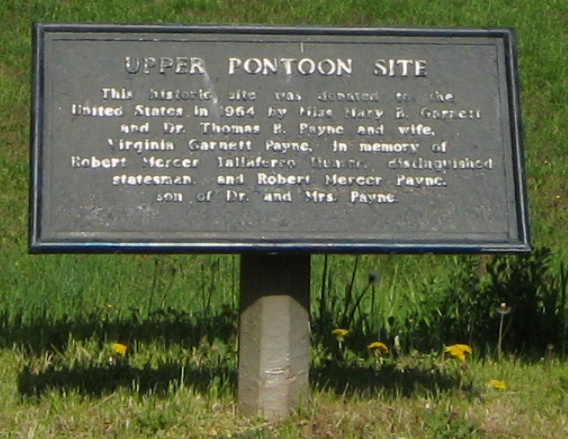 UPPER PONTOON SITE
This historic site was donated to the
United States in 1964 by Miss Mary R. Garnett
and Dr. Thomas B. Payne and wife,
Virginia Garnett Payne, in memory of
Robert Mercer Taliaferro Hunter, distinguished
statesman, and Robert Mercer Payne,
son of Dr. and Mrs. Payne.